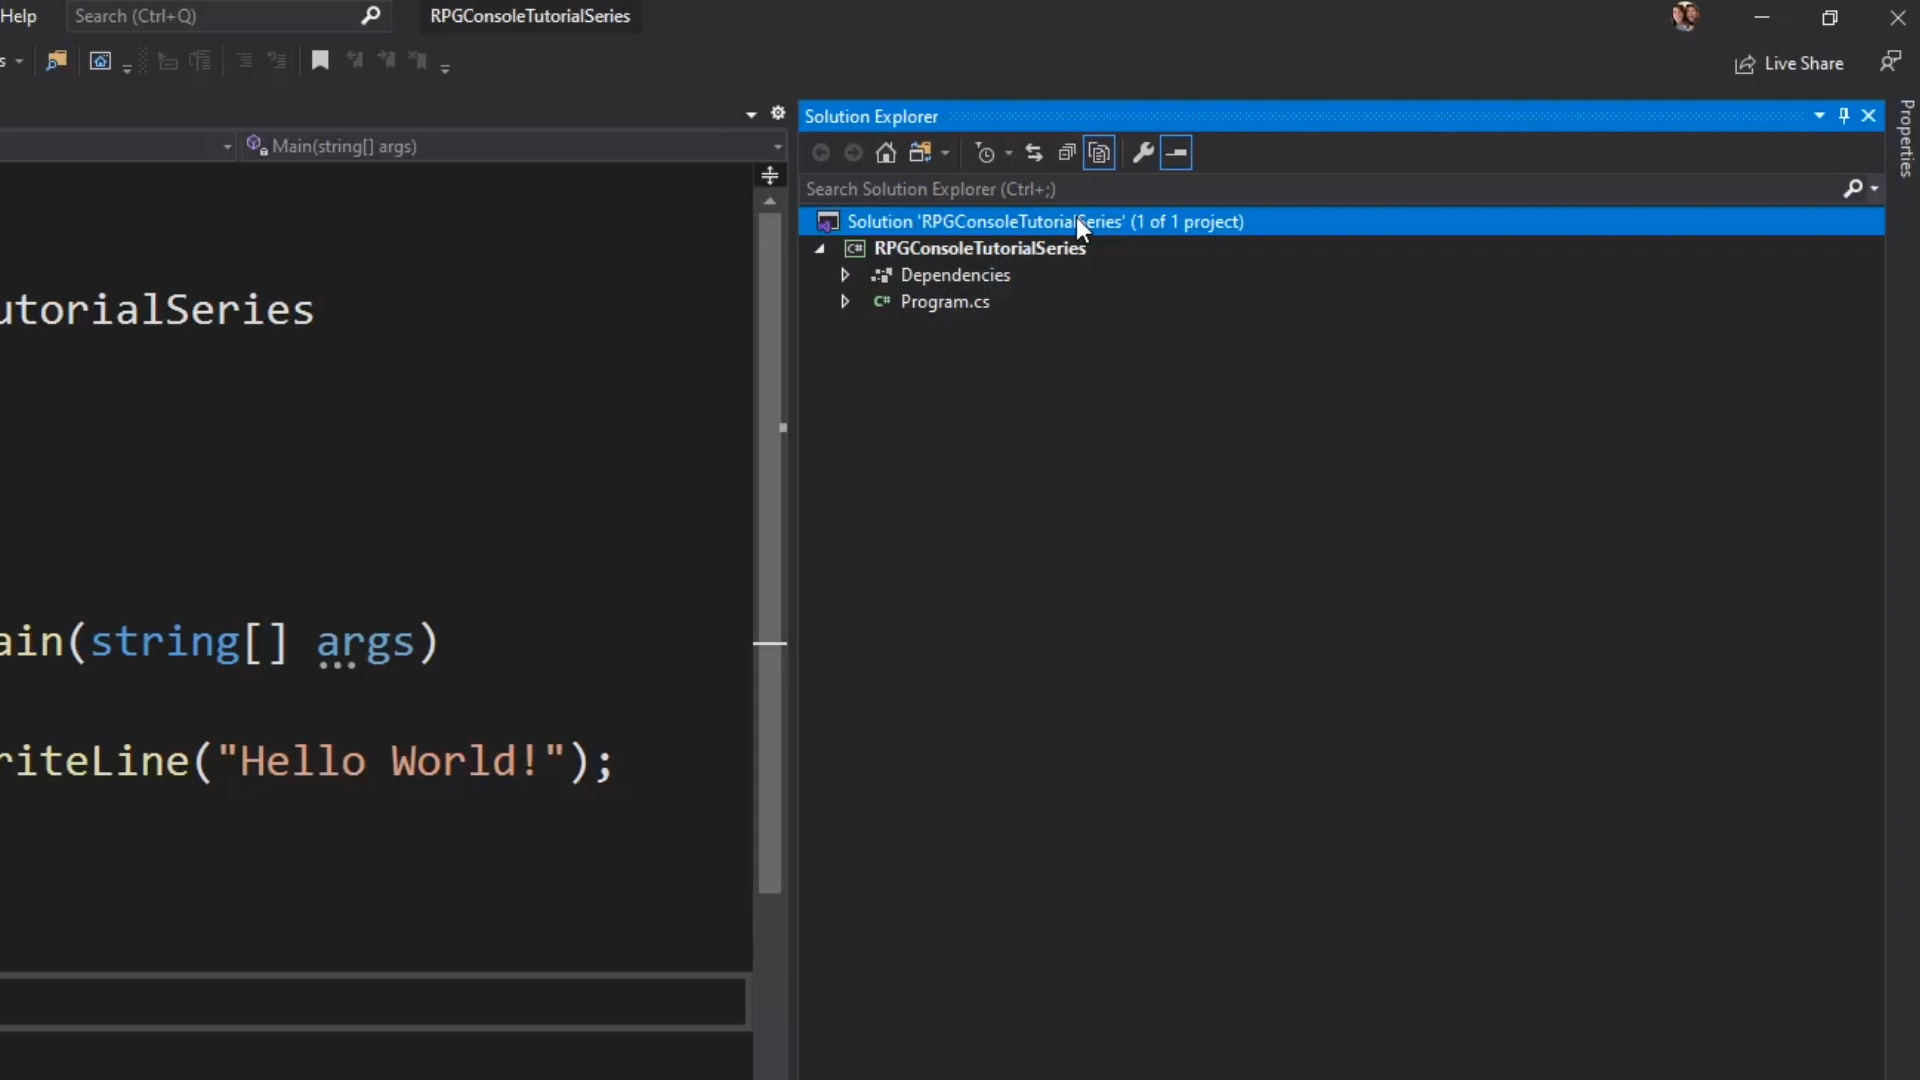 Help
Search (Ctrl+Q)
RPGConsoleTutorialSeries
s
Live Share
Solution Explorer
Properties
Main(string[] args)
Search Solution Explorer (Ctrl+;)
Solution 'RPGConsoleTutorialSeries' (1 of 1 project)
C# RPGConsoleTutorialSeries
Dependencies
C# Program.cs
utorialSeries
ain(string[] args)
riteLine("Hello World!");